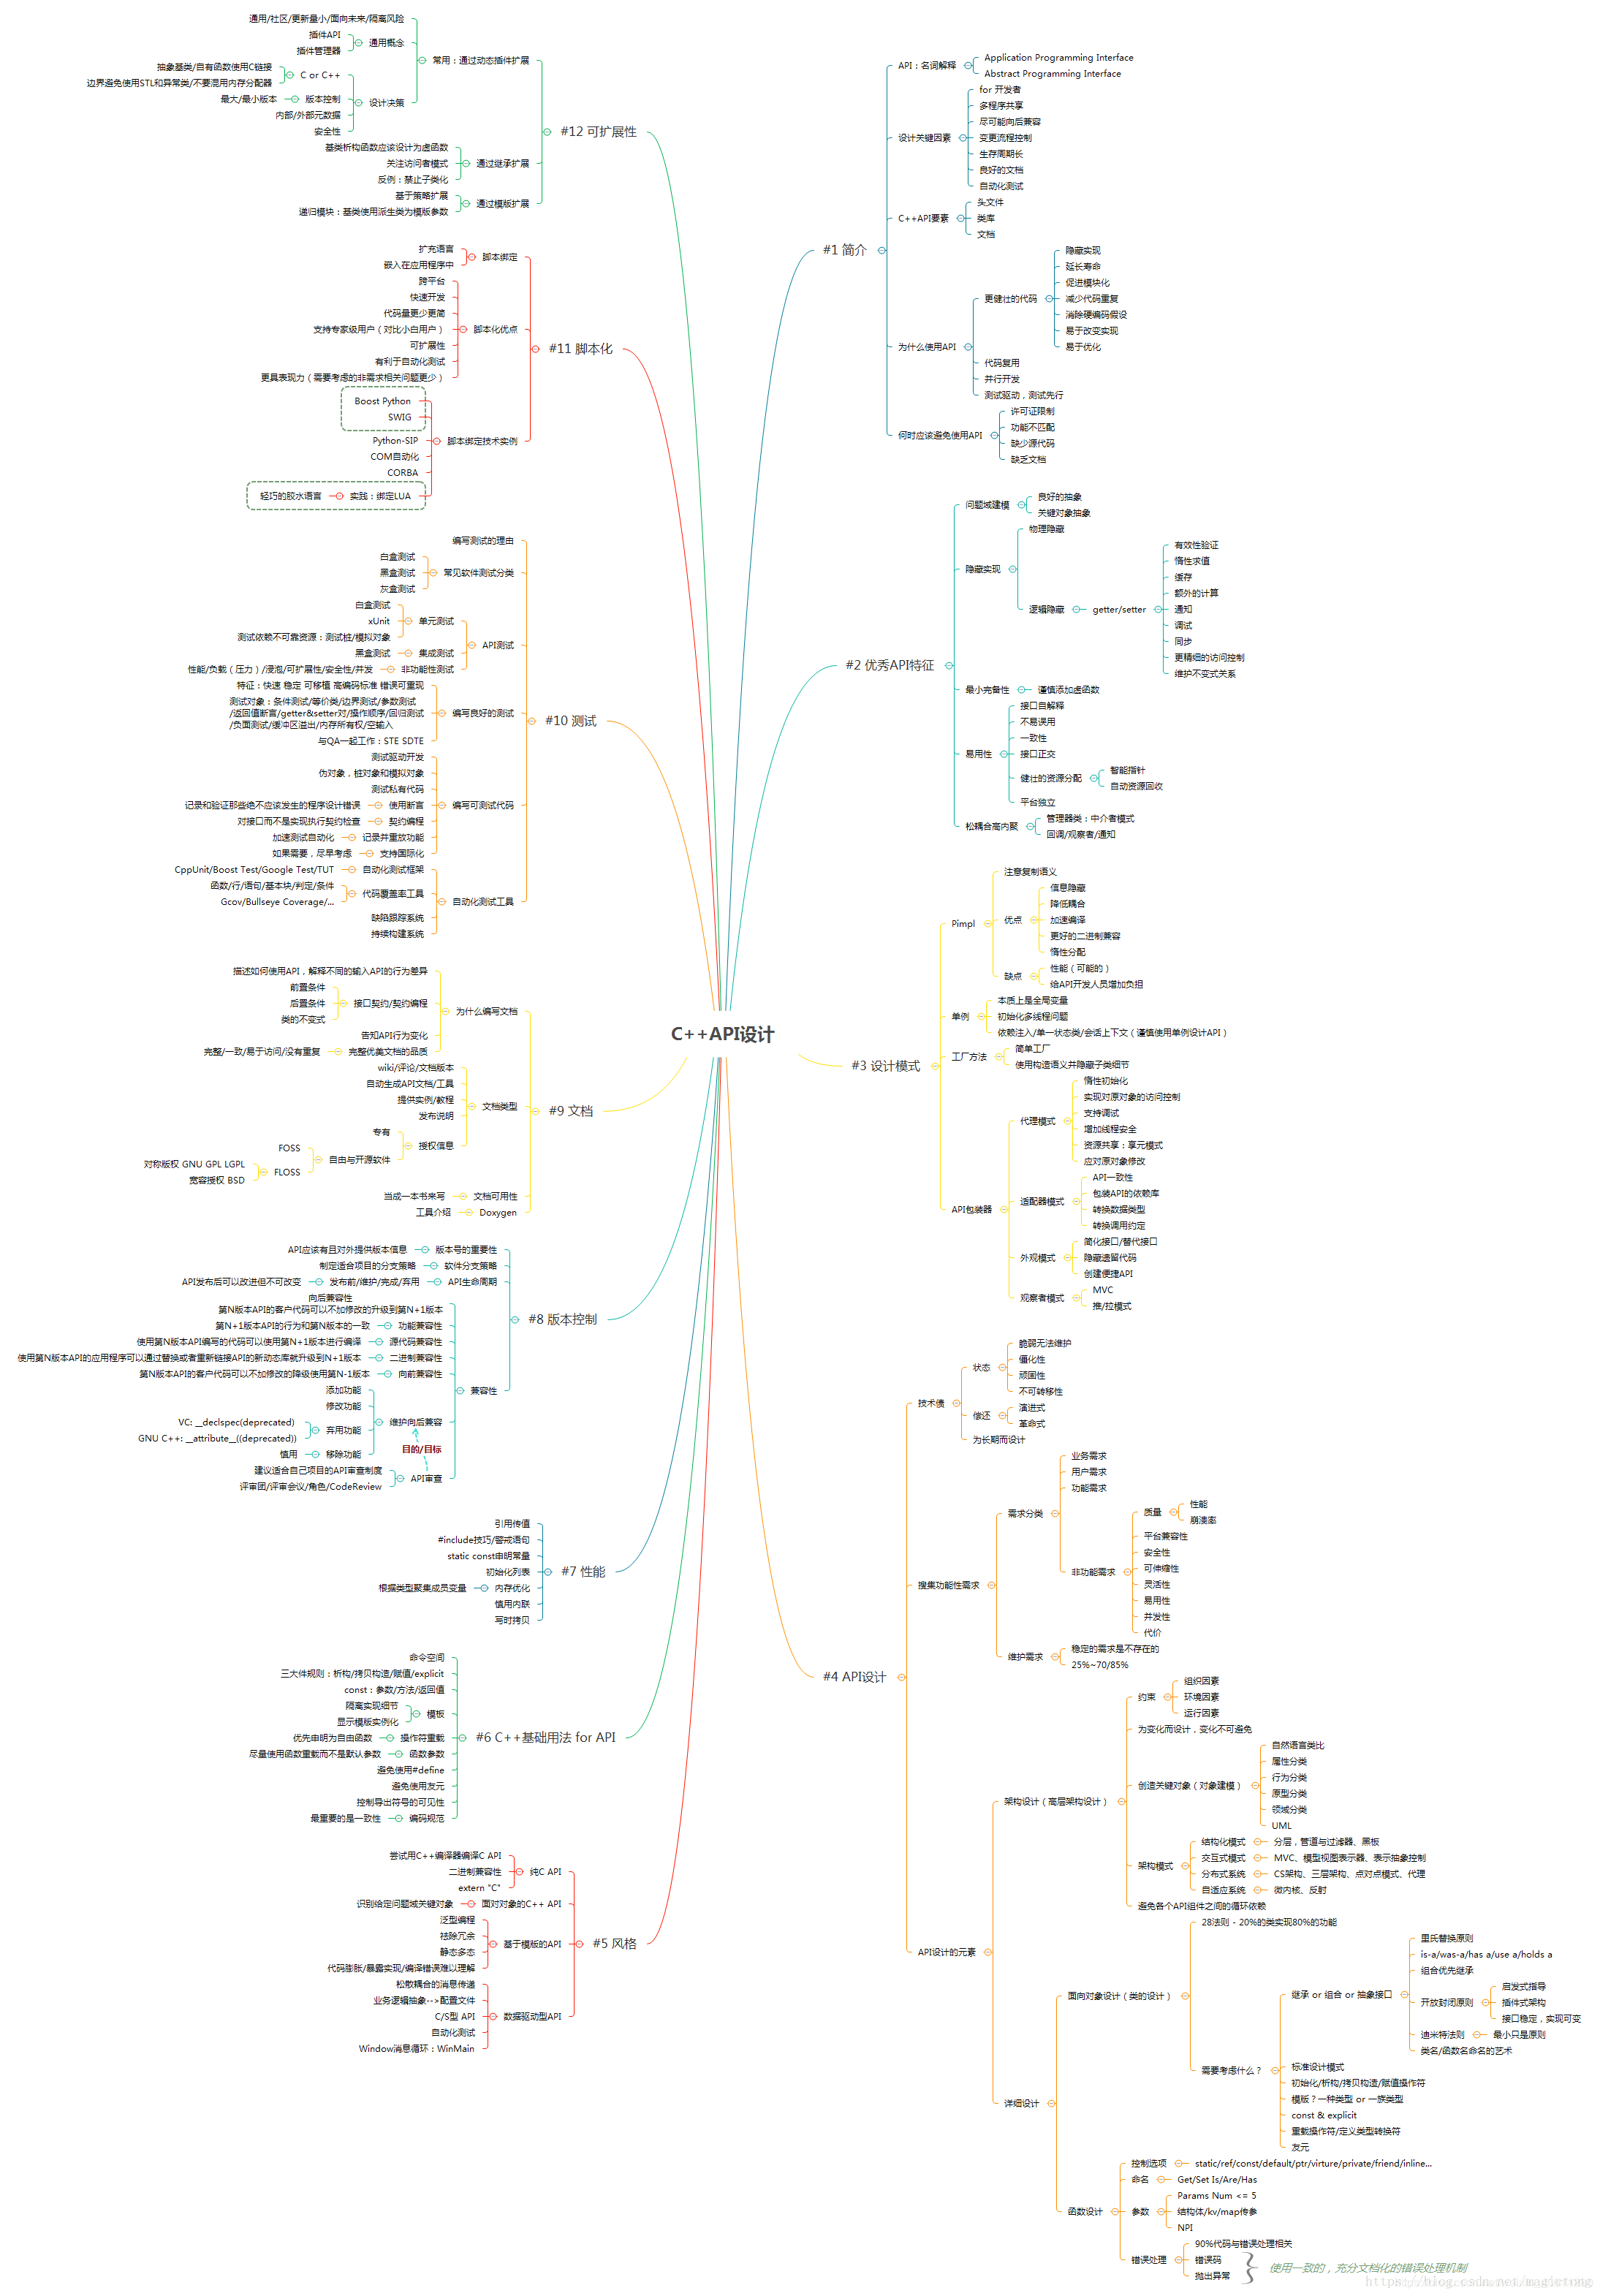 C++API设计
#1 简介
API：名词解释
Application Programming Interface
Abstract Programming Interface
设计关键因素
for 开发者
多程序共享
尽可能向后兼容
变更流程控制
生存周期长
良好的文档
自动化测试
C++API要素
头文件
类库
文档
为什么使用API
更健壮的代码
隐藏实现
延长寿命
促进模块化
减少代码重复
消除硬编码假设
易于改变实现
易于优化
代码复用
并行开发
测试驱动，测试先行
何时应该避免使用API
许可证限制
功能不匹配
缺少源代码
缺乏文档
#2 优秀API特征
问题域建模
良好的抽象
关键对象抽象
隐藏实现
物理隐藏
逻辑隐藏
getter/setter
有效性验证
惰性求值
缓存
额外的计算
通知
调试
同步
更精细的访问控制
维护不变式关系
最小完备性
谨慎添加虚函数
易用性
接口自解释
不易误用
一致性
接口正交
健壮的资源分配
智能指针
自动资源回收
平台独立
松耦合高内聚
管理器类：中介者模式
回调/观察者/通知
#3 设计模式
Pimpl
注意复制语义
优点
信息隐藏
降低耦合
加速编译
更好的二进制兼容
惰性分配
缺点
性能（可能的）
给API开发人员增加负担
单例
本质上是全局变量
初始化多线程问题
依赖注入/单一状态类/会话上下文（谨慎使用单例设计API）
工厂方法
简单工厂
使用构造语义并隐藏子类细节
API包装器
代理模式
惰性初始化
实现对原对象的访问控制
支持调试
增加线程安全
资源共享：享元模式
应对原对象修改
适配器模式
API一致性
包装API的依赖库
转换数据类型
转换调用约定
外观模式
简化接口/替代接口
隐藏遗留代码
创建便捷API
观察者模式
MVC
推/拉模式
#4 API设计
技术债
状态
脆弱无法维护
僵化性
顽固性
不可转移性
偿还
演进式
革命式
为长期而设计
搜集功能性需求
需求分类
业务需求
用户需求
功能需求
非功能需求
质量
性能
崩溃率
平台兼容性
安全性
可伸缩性
灵活性
易用性
并发性
代价
维护需求
稳定的需求是不存在的
25%~70/85%
API设计的元素
架构设计（高层架构设计）
约束
组织因素
环境因素
运行因素
为变化而设计，变化不可避免
创造关键对象（对象建模）
自然语言类比
属性分类
行为分类
原型分类
领域分类
UML
架构模式
结构化模式
分层，管道与过滤器、黑板
交互式模式
MVC、模型视图表示器、表示抽象控制
分布式系统
CS架构、三层架构、点对点模式、代理
自适应系统
微内核、反射
避免各个API组件之间的循环依赖
详细设计
面向对象设计（类的设计）
28法则 - 20%的类实现80%的功能
需要考虑什么？
继承 or 组合 or 抽象接口
里氏替换原则
is-a/was-a/has a/use a/holds a
组合优先继承
开放封闭原则
启发式指导
插件式架构
接口稳定，实现可变
迪米特法则
最小只是原则
类名/函数名命名的艺术
标准设计模式
初始化/析构/拷贝构造/赋值操作符
模版？一种类型 or 一族类型
const & explicit
重载操作符/定义类型转换符
友元
函数设计
控制选项
static/ref/const/default/ptr/virture/private/friend/inline...
命名
Get/Set Is/Are/Has
参数
Params Num <= 5
结构体/kv/map传参
NPI
错误处理
90%代码与错误处理相关
错误码
抛出异常
使用一致的，充分文档化的错误处理机制
#5 风格
纯C API
尝试用C++编译器编译C API
二进制兼容性
extern "C"
面对对象的C++ API
识别给定问题域关键对象
基于模版的API
泛型编程
祛除冗余
静态多态
代码膨胀/暴露实现/编译错误难以理解
数据驱动型API
松散耦合的消息传递
业务逻辑抽象-->配置文件
C/S型 API
自动化测试
Window消息循环：WinMain
#6 C++基础用法 for API
命令空间
三大件规则：析构/拷贝构造/赋值/explicit
const：参数/方法/返回值
模板
隔离实现细节
显示模版实例化
操作符重载
优先申明为自由函数
函数参数
尽量使用函数重载而不是默认参数
避免使用#define
避免使用友元
控制导出符号的可见性
编码规范
最重要的是一致性
#7 性能
引用传值
#include技巧/警戒语句
static const申明常量
初始化列表
内存优化
根据类型聚集成员变量
慎用内联
写时拷贝
#8 版本控制
版本号的重要性
API应该有且对外提供版本信息
软件分支策略
制定适合项目的分支策略
API生命周期
发布前/维护/完成/弃用
API发布后可以改进但不可改变
兼容性
向后兼容性
第N版本API的客户代码可以不加修改的升级到第N+1版本
功能兼容性
第N+1版本API的行为和第N版本的一致
源代码兼容性
使用第N版本API编写的代码可以使用第N+1版本进行编译
二进制兼容性
使用第N版本API的应用程序可以通过替换或者重新链接API的新动态库就升级到N+1版本
向前兼容性
第N版本API的客户代码可以不加修改的降级使用第N-1版本
维护向后兼容
添加功能
修改功能
弃用功能
VC: __declspec(deprecated)
GNU C++: __attribute__((deprecated))
移除功能
慎用
目的/目标
API审查
建议适合自己项目的API审查制度
评审团/评审会议/角色/CodeReview
#9 文档
为什么编写文档
描述如何使用API，解释不同的输入API的行为差异
接口契约/契约编程
前置条件
后置条件
类的不变式
告知API行为变化
完整优美文档的品质
完整/一致/易于访问/没有重复
文档类型
wiki/评论/文档版本
自动生成API文档/工具
提供实例/教程
发布说明
授权信息
专有
自由与开源软件
FOSS
FLOSS
对称版权 GNU GPL LGPL
宽容授权 BSD
文档可用性
当成一本书来写
Doxygen
工具介绍
#10 测试
编写测试的理由
常见软件测试分类
白盒测试
黑盒测试
灰盒测试
API测试
单元测试
白盒测试
xUnit
测试依赖不可靠资源：测试桩/模拟对象
集成测试
黑盒测试
非功能性测试
性能/负载（压力）/浸泡/可扩展性/安全性/并发
编写良好的测试
特征：快速 稳定 可移植 高编码标准 错误可重现
测试对象：条件测试/等价类/边界测试/参数测试
/返回值断言/getter&setter对/操作顺序/回归测试
/负面测试/缓冲区溢出/内存所有权/空输入
与QA一起工作：STE SDTE
编写可测试代码
测试驱动开发
伪对象，桩对象和模拟对象
测试私有代码
使用断言
记录和验证那些绝不应该发生的程序设计错误
契约编程
对接口而不是实现执行契约检查
记录并重放功能
加速测试自动化
支持国际化
如果需要，尽早考虑
自动化测试工具
自动化测试框架
CppUnit/Boost Test/Google Test/TUT
代码覆盖率工具
函数/行/语句/基本块/判定/条件
Gcov/Bullseye Coverage/...
缺陷跟踪系统
持续构建系统
#11 脚本化
脚本绑定
扩充语言
嵌入在应用程序中
脚本化优点
跨平台
快速开发
代码量更少更简
支持专家级用户（对比小白用户）
可扩展性
有利于自动化测试
更具表现力（需要考虑的非需求相关问题更少）
脚本绑定技术实例
Boost Python
SWIG
Python-SIP
COM自动化
CORBA
实践：绑定LUA
轻巧的胶水语言
#12 可扩展性
常用：通过动态插件扩展
通用/社区/更新量小/面向未来/隔离风险
通用概念
插件API
插件管理器
设计决策
C or C++
抽象基类/自有函数使用C链接
边界避免使用STL和异常类/不要混用内存分配器
版本控制
最大/最小版本
内部/外部元数据
安全性
通过继承扩展
基类析构函数应该设计为虚函数
关注访问者模式
反例：禁止子类化
通过模版扩展
基于策略扩展
递归模块：基类使用派生类为模版参数
https://blog.csdn.net/magictong